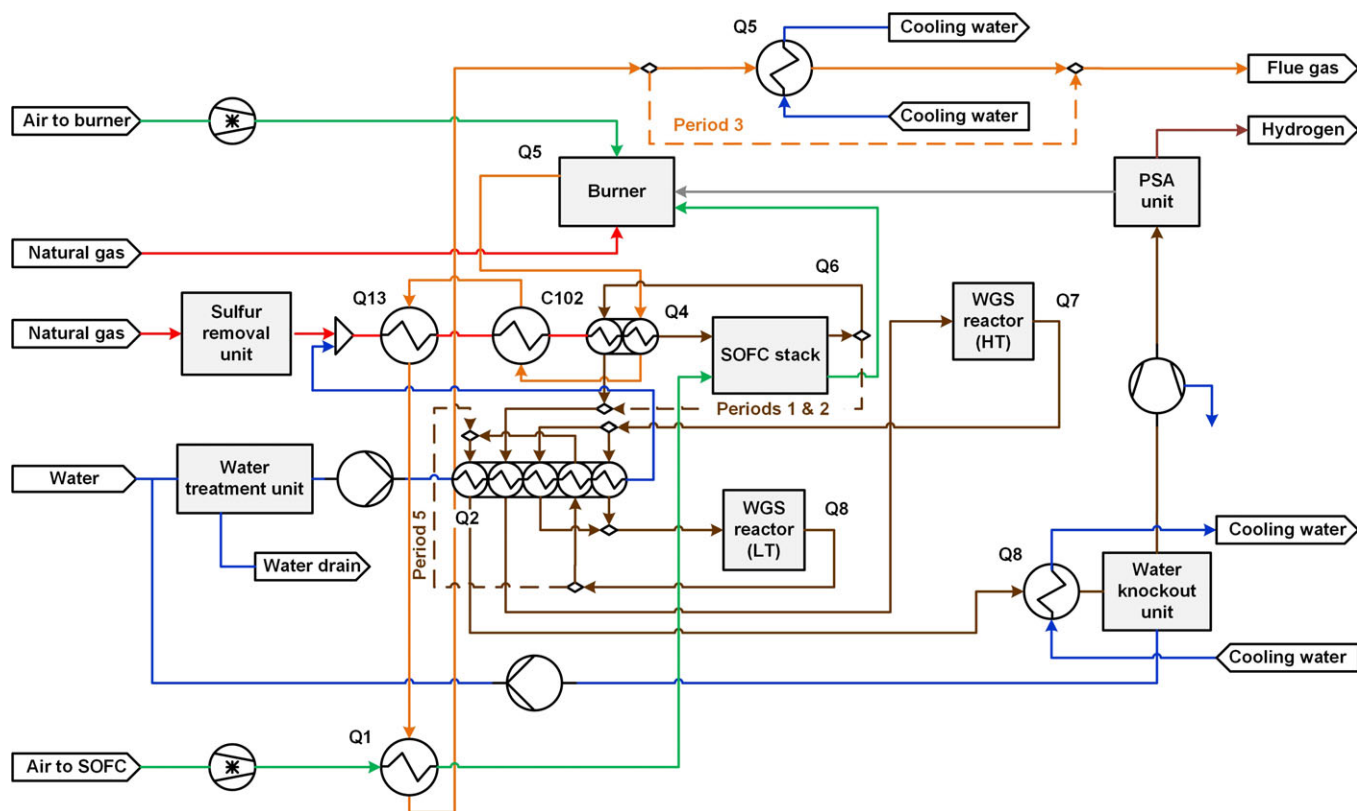 Q5
Cooling water
Flue gas
Air to burner
Cooling water
Period 3
Hydrogen
Q5
Burner
PSA
unit
Natural gas
Q6
Q13
C102
Q4
WGS
reactor
(HT)
Q7
Natural gas
Sulfur
removal
unit
SOFC stack
Periods 1 & 2
Water
Water
treatment unit
Q2
WGS
reactor
(LT)
Q8
Period 5
Cooling water
Water drain
Q8
Water
knockout
unit
Cooling water
Q1
Air to SOFC